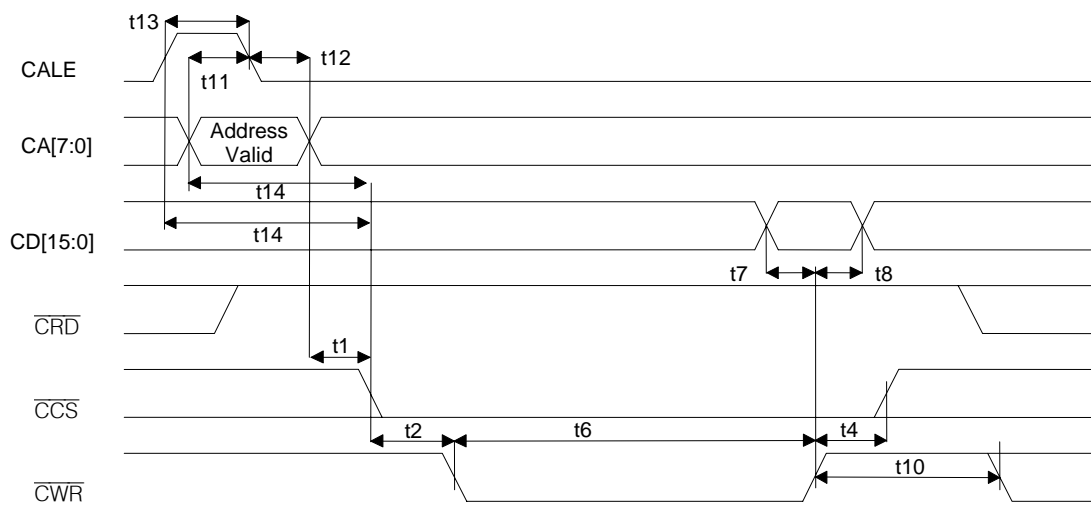 t13
t12
CALE
t11
CA[7:0]
Address
Valid
t14
t14
CD[15:0]
t7
t8
CRD
t1
CCS
t2
t6
t4
t10
CWR